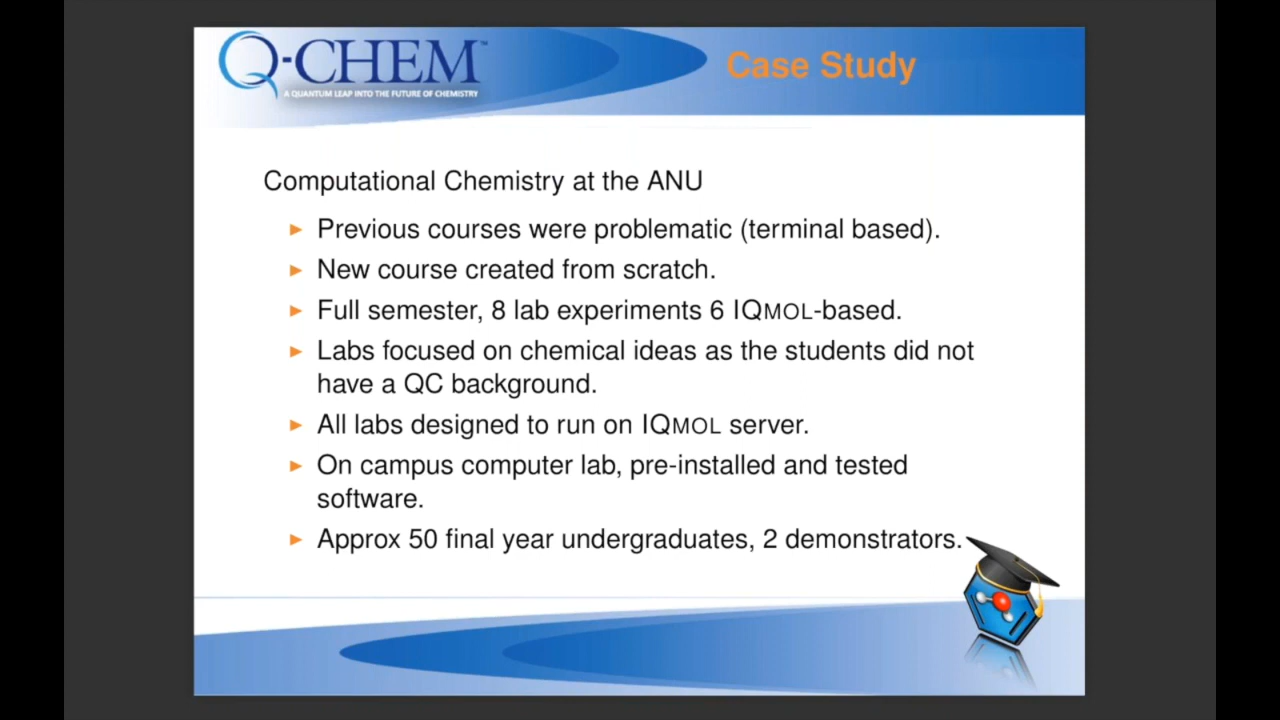 Q-CHEM™
A QUANTUM LEAP INTO THE FUTURE OF CHEMISTRY
Case Study
Computational Chemistry at the ANU
► Previous courses were problematic (terminal based).
► New course created from scratch.
► Full semester, 8 lab experiments 6 IQMOL-based.
► Labs focused on chemical ideas as the students did not
have a QC background.
► All labs designed to run on IQMOL server.
► On campus computer lab, pre-installed and tested
software.
► Approx 50 final year undergraduates, 2 demonstrators.